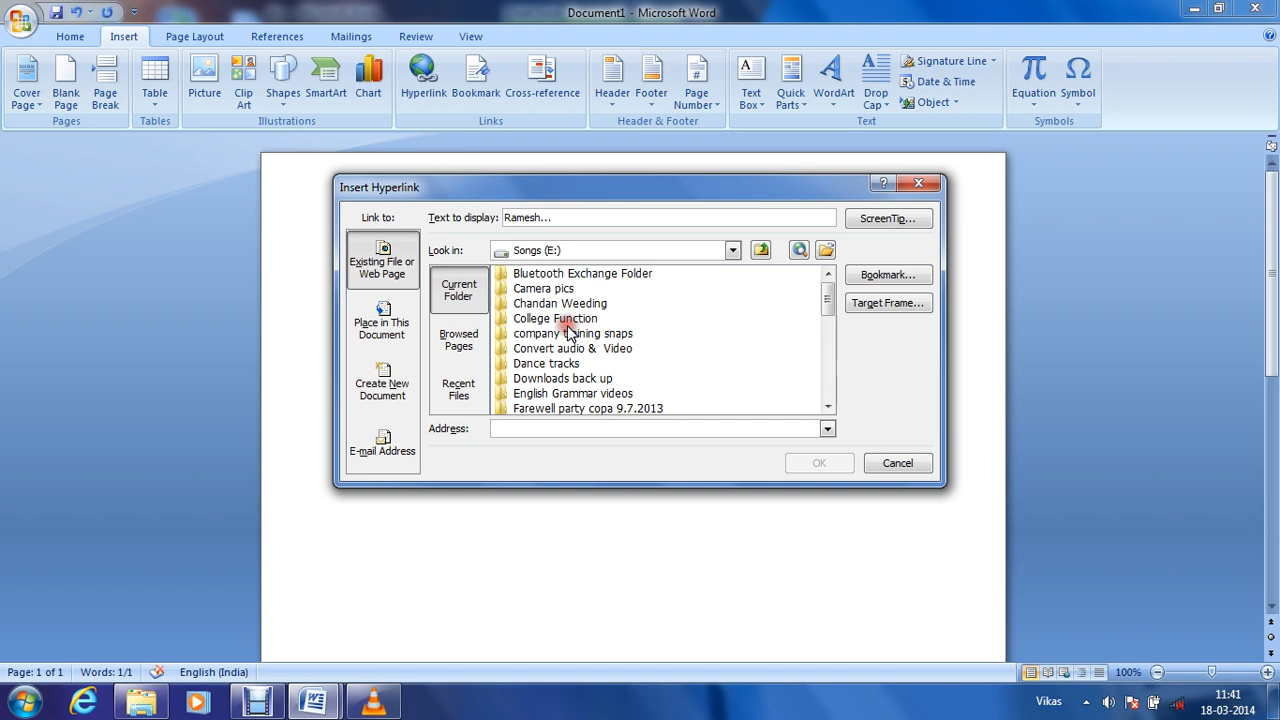 Document1 - Microsoft Word
Home Insert Page Layout References Mailings Review View
Cover Page
Blank Page
Page Break
Table
Picture
Clip Art
Shapes
SmartArt
Chart
Hyperlink
Bookmark
Cross-reference
Header
Footer
Page Number
Text Box
Quick Parts
WordArt
Drop Cap
Signature Line
Date & Time
Object
Equation
Symbol
Pages Tables Illustrations Links Header & Footer Text Symbols
Insert Hyperlink
Link to: Text to display: Ramesh... ScreenTip...
Existing File or Web Page
Place in This Document
Create New Document
E-mail Address
Look in: Songs (E:)
Current Folder
Browsed Pages
Recent Files
Bluetooth Exchange Folder
Camera pics
Chandan Weeding
College Function
company training snaps
Convert audio & Video
Dance tracks
Downloads back up
English Grammar videos
Farewell party copa 9.7.2013
Bookmark...
Target Frame...
Address:
OK Cancel
Page: 1 of 1 Words: 1/1 English (India) 100%
Vikas 11:41
18-03-2014